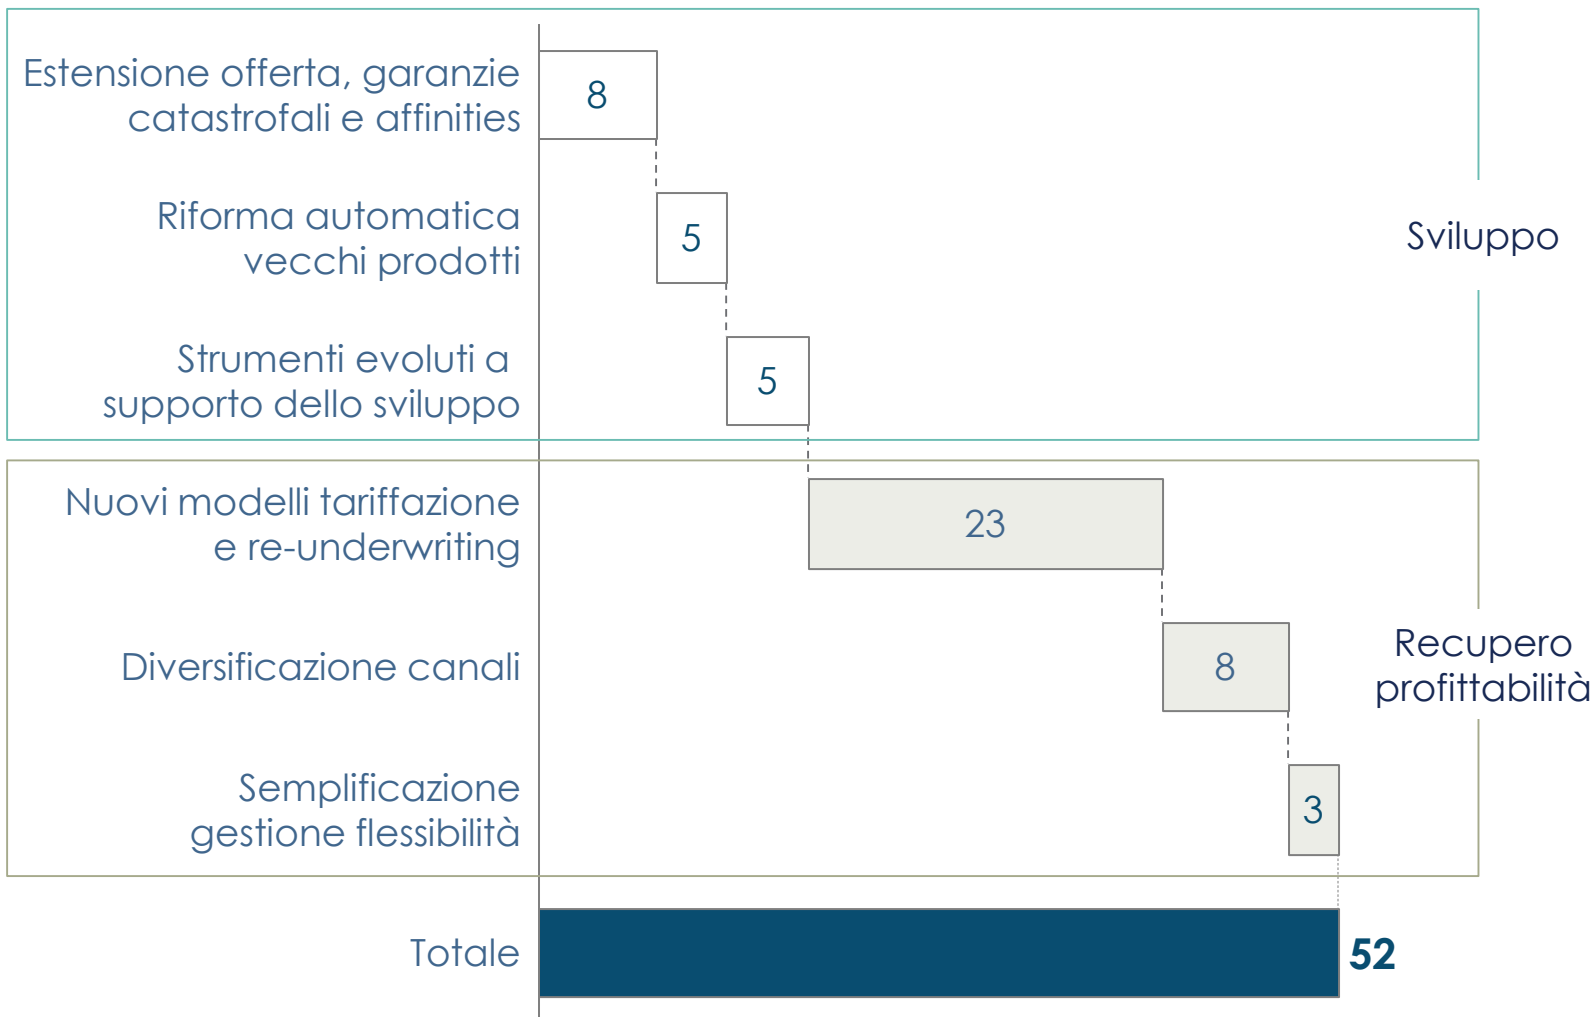 Estensione offerta, garanzie
catastrofali e affinities
8
Riforma automatica
vecchi prodotti
5
Sviluppo
Strumenti evoluti a
supporto dello sviluppo
5
Nuovi modelli tariffazione
e re-underwriting
23
Diversificazione canali
8
Recupero
profittabilità
Semplificazione
gestione flessibilità
3
Totale
52